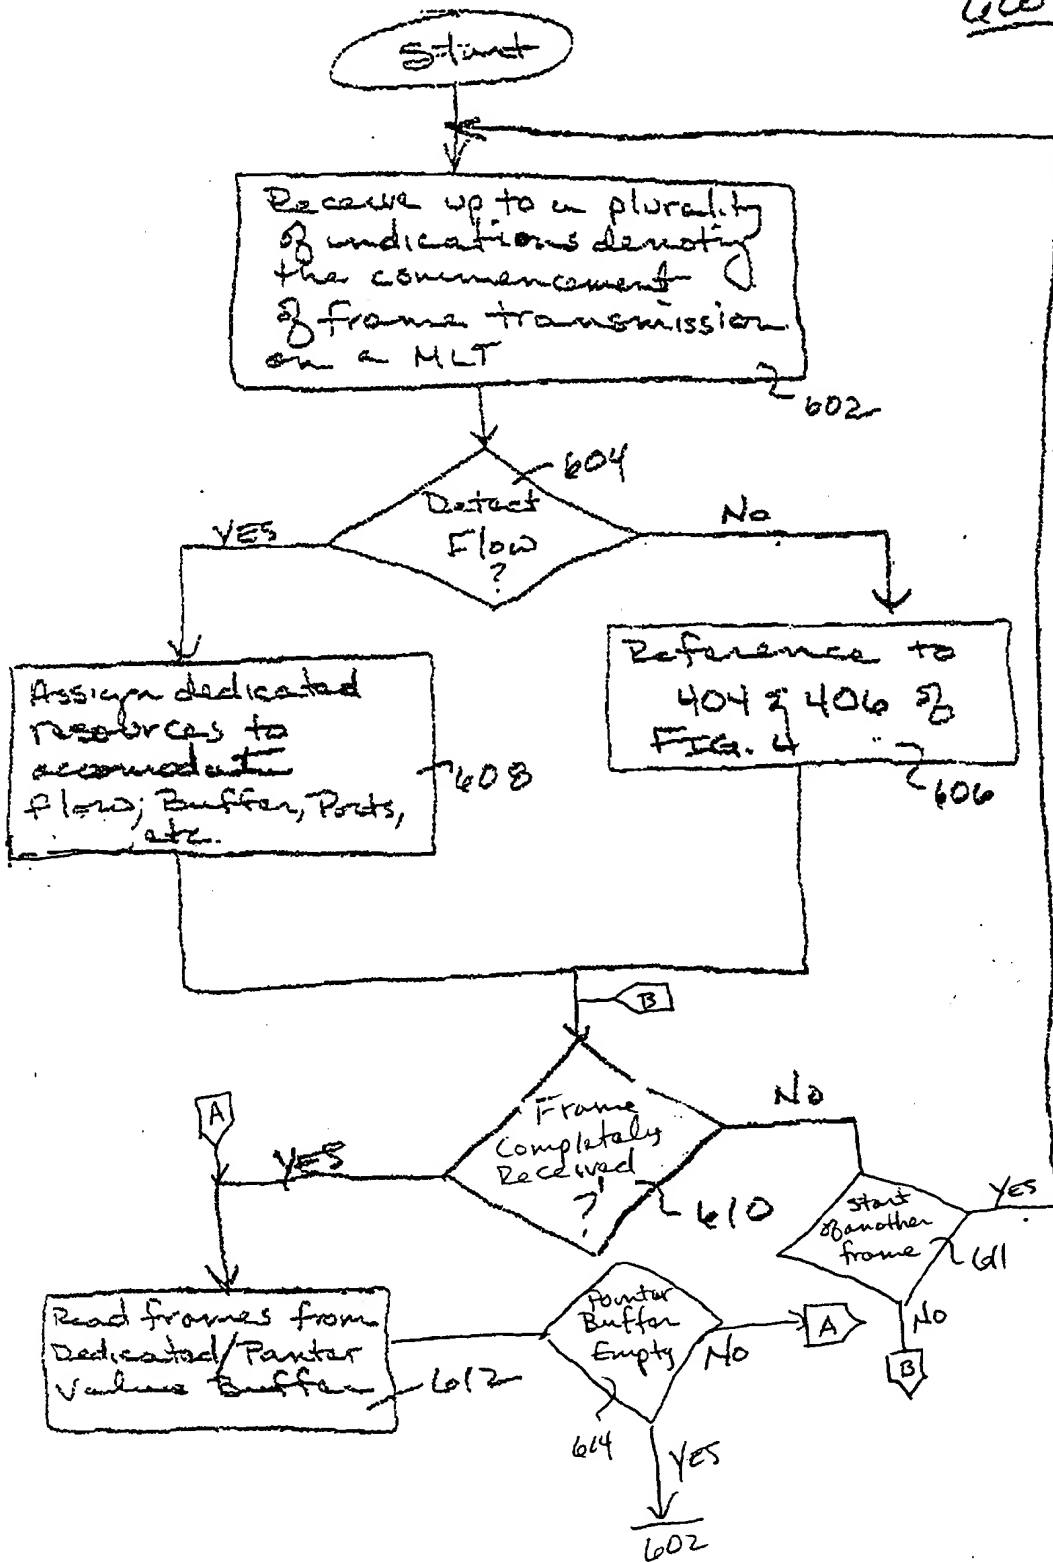 600
Start
Receive up to a plurality
of indications denoting
the commencement
of frame transmission
on a MLT
602
604
Detect
Flow
?
YES
No
Assign dedicated
resources to
accomodate
flow; Buffer, Ports,
etc.
608
Reference to
404 & 406 of
FIG. 4
606
B
A
Frame
Completely
Received
?
610
YES
No
Start
of another
frame
611
YES
NO
B
Read frames from
Dedicated/Pointer
Values Buffer
612
Pointer
Buffer
Empty
614
NO
A
YES
602